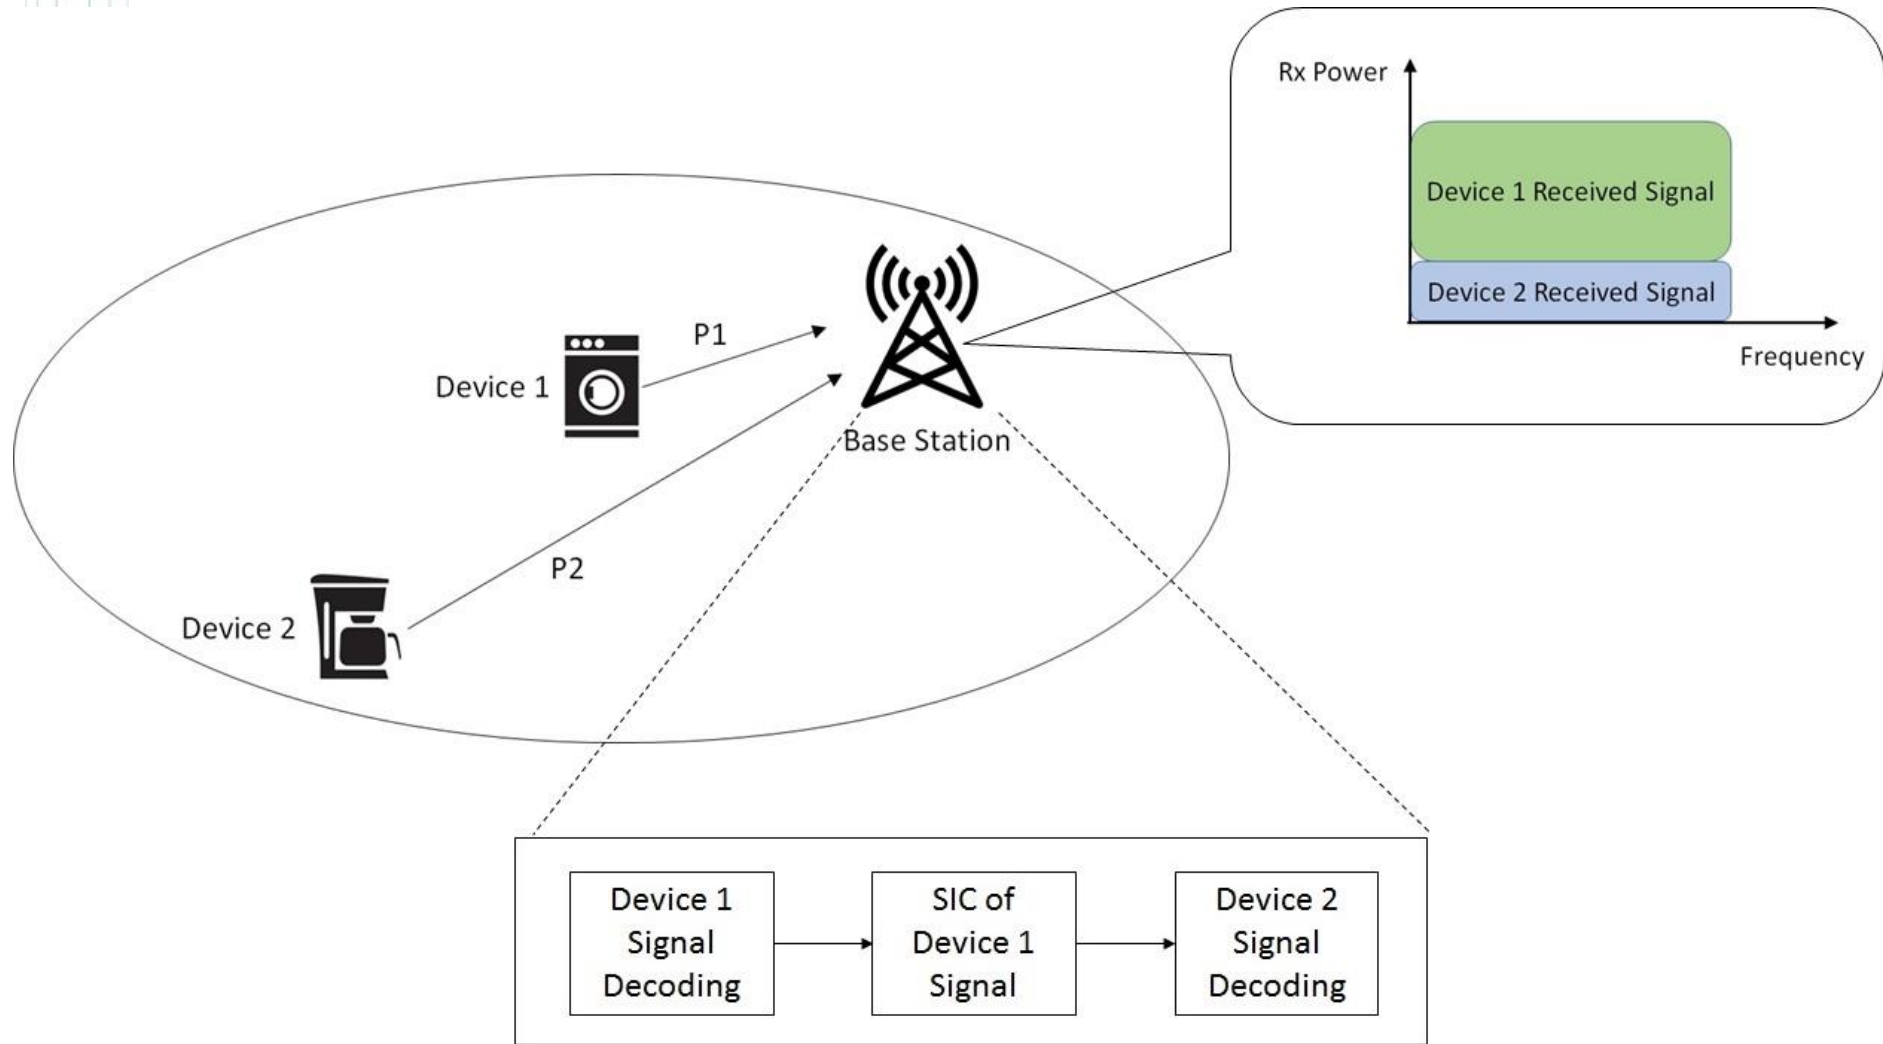 Rx Power
Device 1 Received Signal
Device 2 Received Signal
Frequency
P1
Device 1
Base Station
P2
Device 2
Device 1
Signal
Decoding
SIC of
Device 1
Signal
Device 2
Signal
Decoding